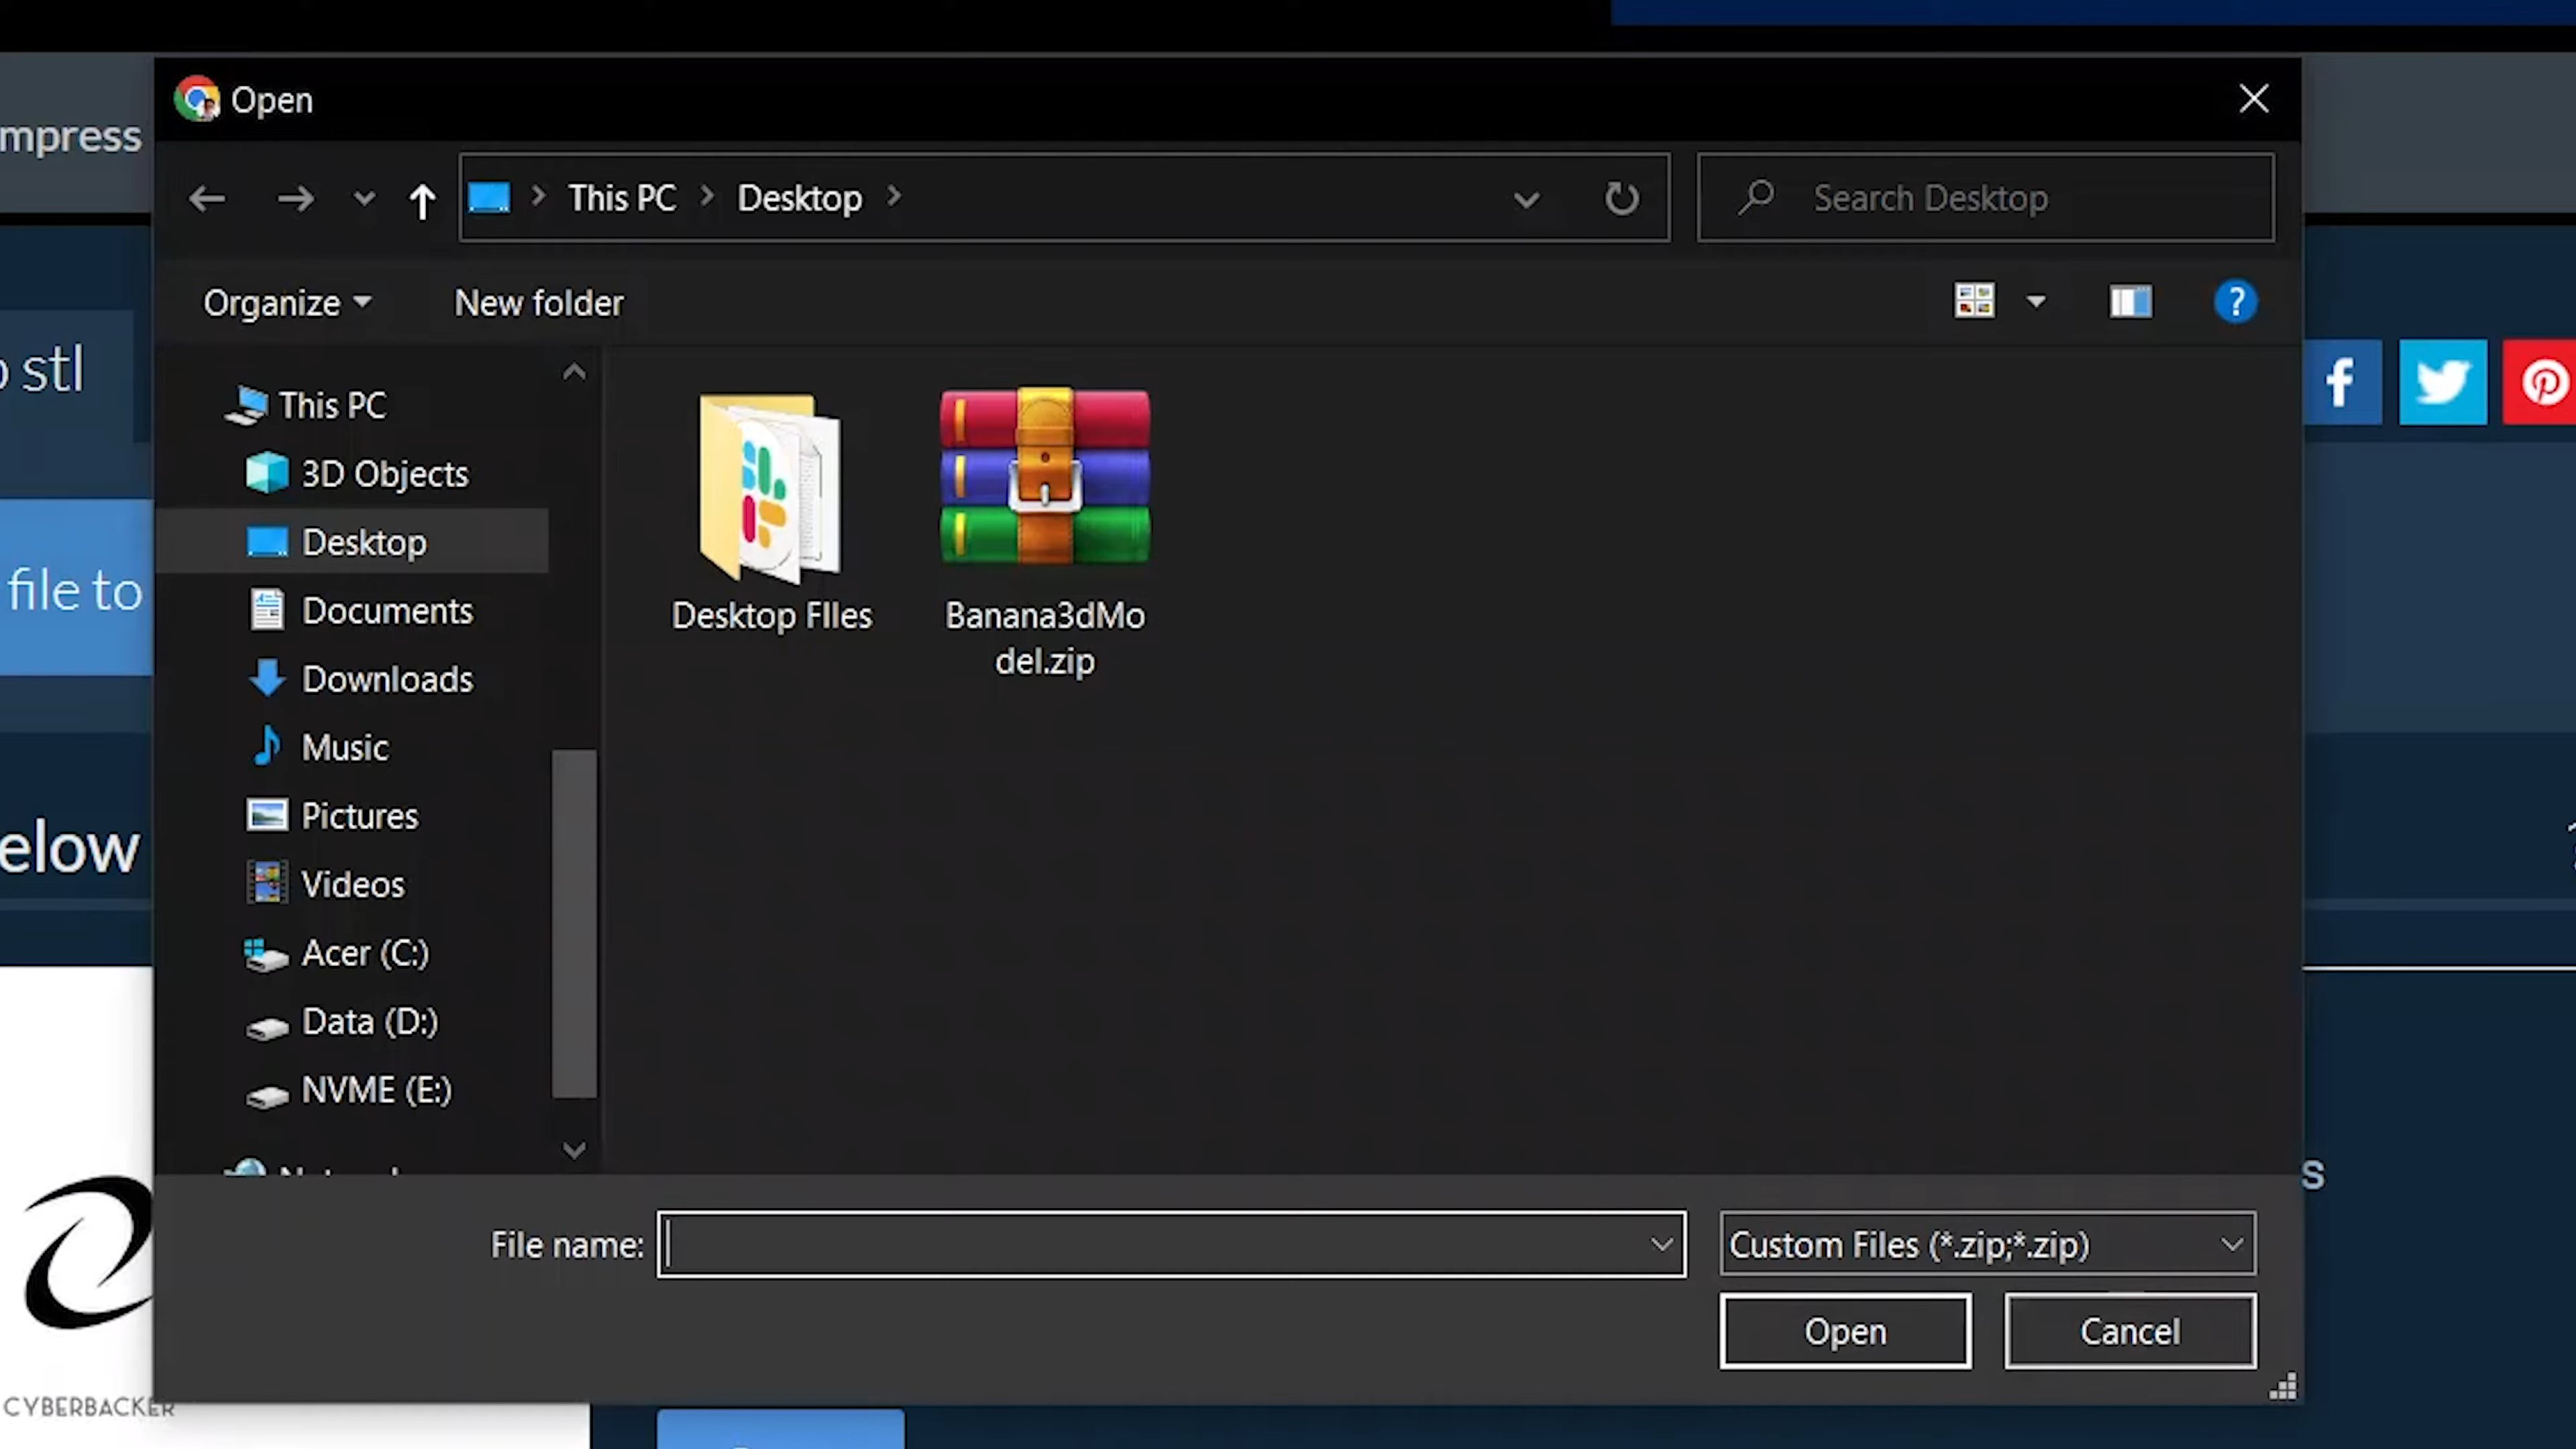 Open
mpress
This PC
Desktop
Search Desktop
Organize
New folder
?
stl
file to
elow
This PC
3D Objects
Desktop
Documents
Downloads
Music
Pictures
Videos
Acer (C:)
Data (D:)
NVME (E:)
Desktop FIles
Banana3dMo
del.zip
s
File name:
Custom Files (*.zip;*.zip)
Open
Cancel
CYBERBACKER